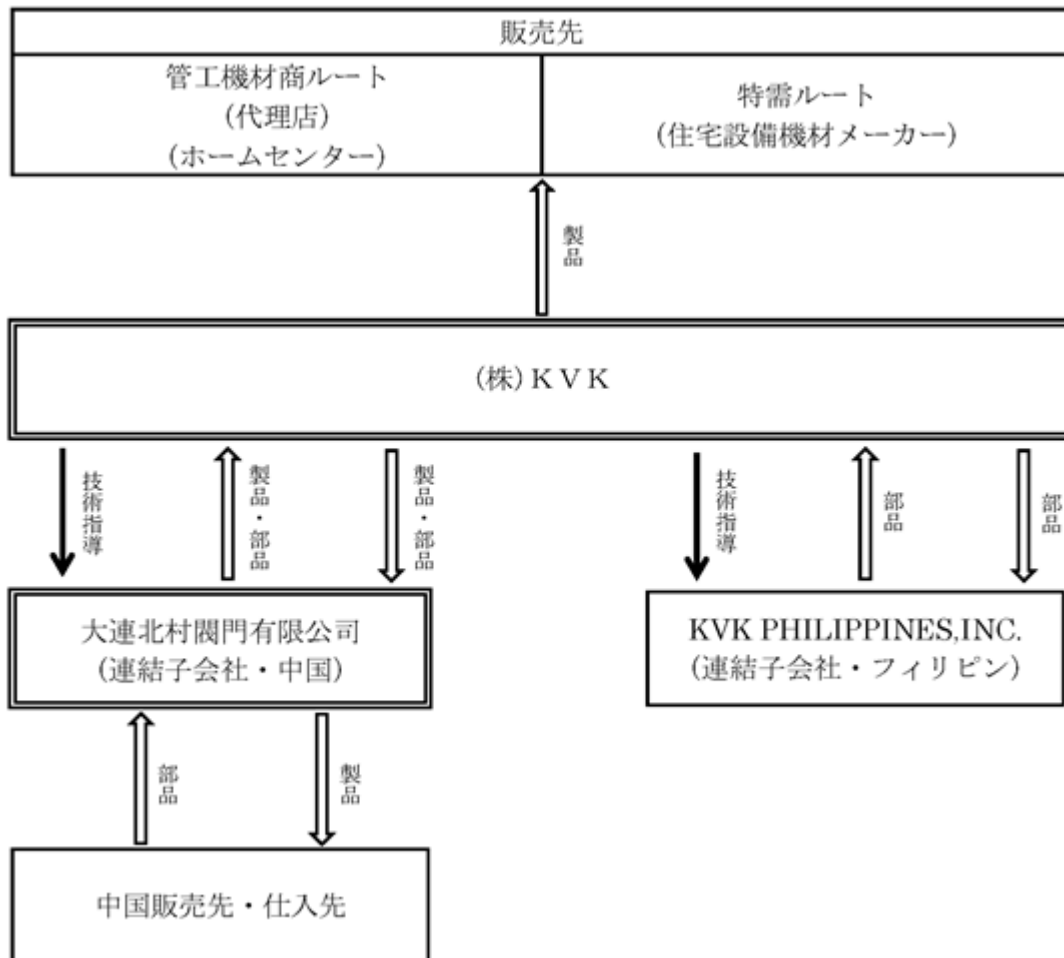 販売先
管工機材商ルート
(代理店)
(ホームセンター)
特需ルート
(住宅設備機材メーカー)
製品
(株)ＫＶＫ
技術指導
製品・部品
製品・部品
技術指導
部品
部品
大連北村閥門有限公司
(連結子会社・中国)
KVK PHILIPPINES,INC.
(連結子会社・フィリピン)
部品
製品
中国販売先・仕入先